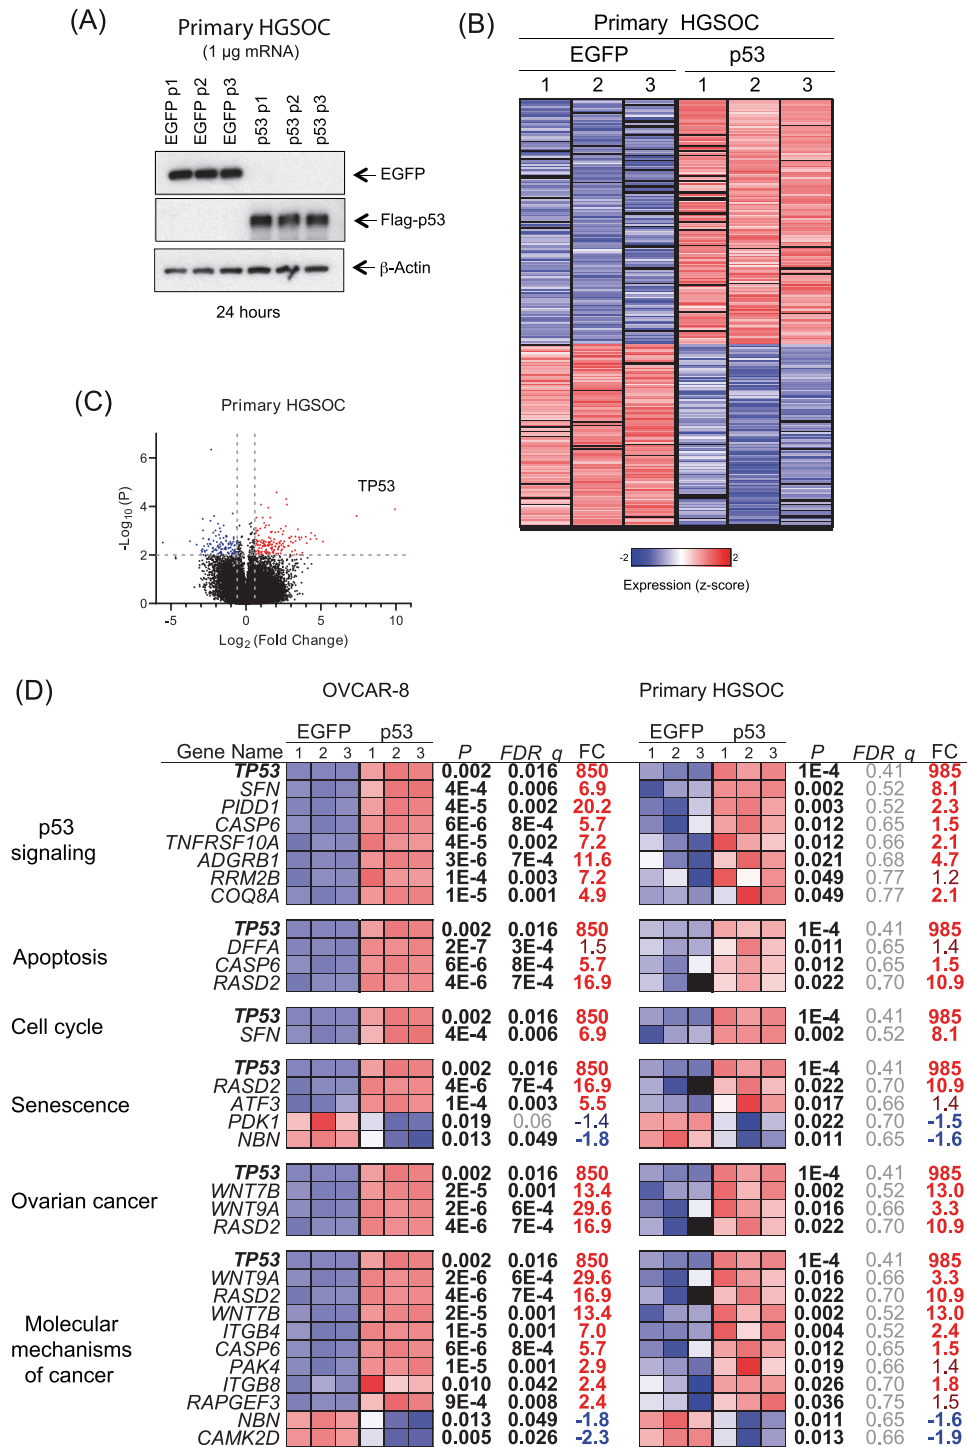 (A)
Primary HGSOC
(1 µg mRNA)
EGFP p1
EGFP p2
EGFP p3
p53 p1
p53 p2
p53 p3
EGFP
Flag-p53
β-Actin
24 hours
(B)
Primary HGSOC
EGFP p53
1 2 3 1 2 3
-2 2
Expression (z-score)
(C)
Primary HGSOC
TP53
-Log10 (P)
6
4
2
0
-5 0 5 10
Log2 (Fold Change)
(D)
OVCAR-8 Primary HGSOC
EGFP p53 EGFP p53
Gene Name 1 2 3 1 2 3 P FDR q FC 1 2 3 1 2 3 P FDR q FC
p53 signaling
TP53 0.002 0.016 850 1E-4 0.41 985
SFN 4E-4 0.006 6.9 0.002 0.52 8.1
PIDD1 4E-5 0.002 20.2 0.003 0.52 2.3
CASP6 6E-6 8E-4 5.7 0.012 0.65 1.5
TNFRSF10A 4E-5 0.002 7.2 0.012 0.66 2.1
ADGRB1 3E-6 7E-4 11.6 0.021 0.68 4.7
RRM2B 1E-4 0.003 7.2 0.049 0.77 1.2
COQ8A 1E-5 0.001 4.9 0.049 0.77 2.1
Apoptosis
TP53 0.002 0.016 850 1E-4 0.41 985
DFFA 2E-7 3E-4 1.5 0.011 0.65 1.4
CASP6 6E-6 8E-4 5.7 0.012 0.65 1.5
RASD2 4E-6 7E-4 16.9 0.022 0.70 10.9
Cell cycle
TP53 0.002 0.016 850 1E-4 0.41 985
SFN 4E-4 0.006 6.9 0.002 0.52 8.1
Senescence
TP53 0.002 0.016 850 1E-4 0.41 985
RASD2 4E-6 7E-4 16.9 0.022 0.70 10.9
ATF3 1E-4 0.003 5.5 0.017 0.66 1.4
PDK1 0.019 0.06 -1.4 0.022 0.70 -1.5
NBN 0.013 0.049 -1.8 0.011 0.65 -1.6
Ovarian cancer
TP53 0.002 0.016 850 1E-4 0.41 985
WNT7B 2E-5 0.001 13.4 0.002 0.52 13.0
WNT9A 2E-6 6E-4 29.6 0.016 0.66 3.3
RASD2 4E-6 7E-4 16.9 0.022 0.70 10.9
Molecular mechanisms of cancer
TP53 0.002 0.016 850 1E-4 0.41 985
WNT9A 2E-6 6E-4 29.6 0.016 0.66 3.3
RASD2 4E-6 7E-4 16.9 0.022 0.70 10.9
WNT7B 2E-5 0.001 13.4 0.002 0.52 13.0
ITGB4 1E-5 0.001 7.0 0.004 0.52 2.4
CASP6 6E-6 8E-4 5.7 0.012 0.65 1.5
PAK4 1E-5 0.001 2.9 0.019 0.66 1.4
ITGB8 0.010 0.042 2.4 0.026 0.70 1.8
RAPGEF3 9E-4 0.008 2.4 0.036 0.75 1.5
NBN 0.013 0.049 -1.8 0.011 0.65 -1.6
CAMK2D 0.005 0.026 -2.3 0.013 0.66 -1.9